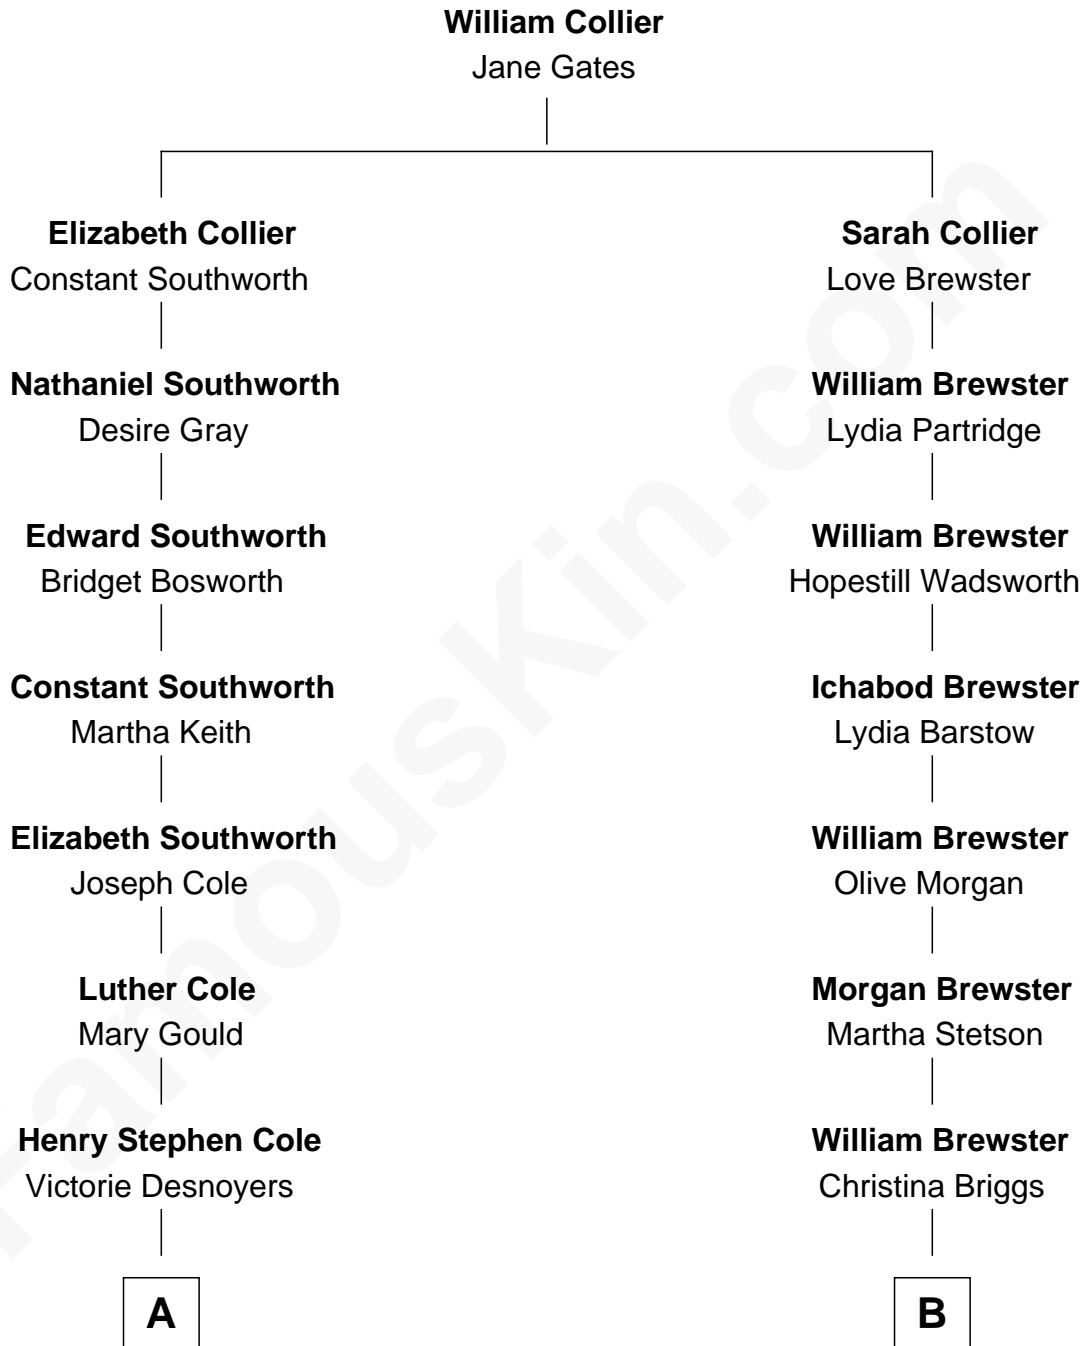 William Collier
Jane Gates
Elizabeth Collier
Constant Southworth
Nathaniel Southworth
Desire Gray
Edward Southworth
Bridget Bosworth
Constant Southworth
Martha Keith
Elizabeth Southworth
Joseph Cole
Luther Cole
Mary Gould
Henry Stephen Cole
Victorie Desnoyers
A
Sarah Collier
Love Brewster
William Brewster
Lydia Partridge
William Brewster
Hopestill Wadsworth
Ichabod Brewster
Lydia Barstow
William Brewster
Olive Morgan
Morgan Brewster
Martha Stetson
William Brewster
Christina Briggs
B
FamousKin.com